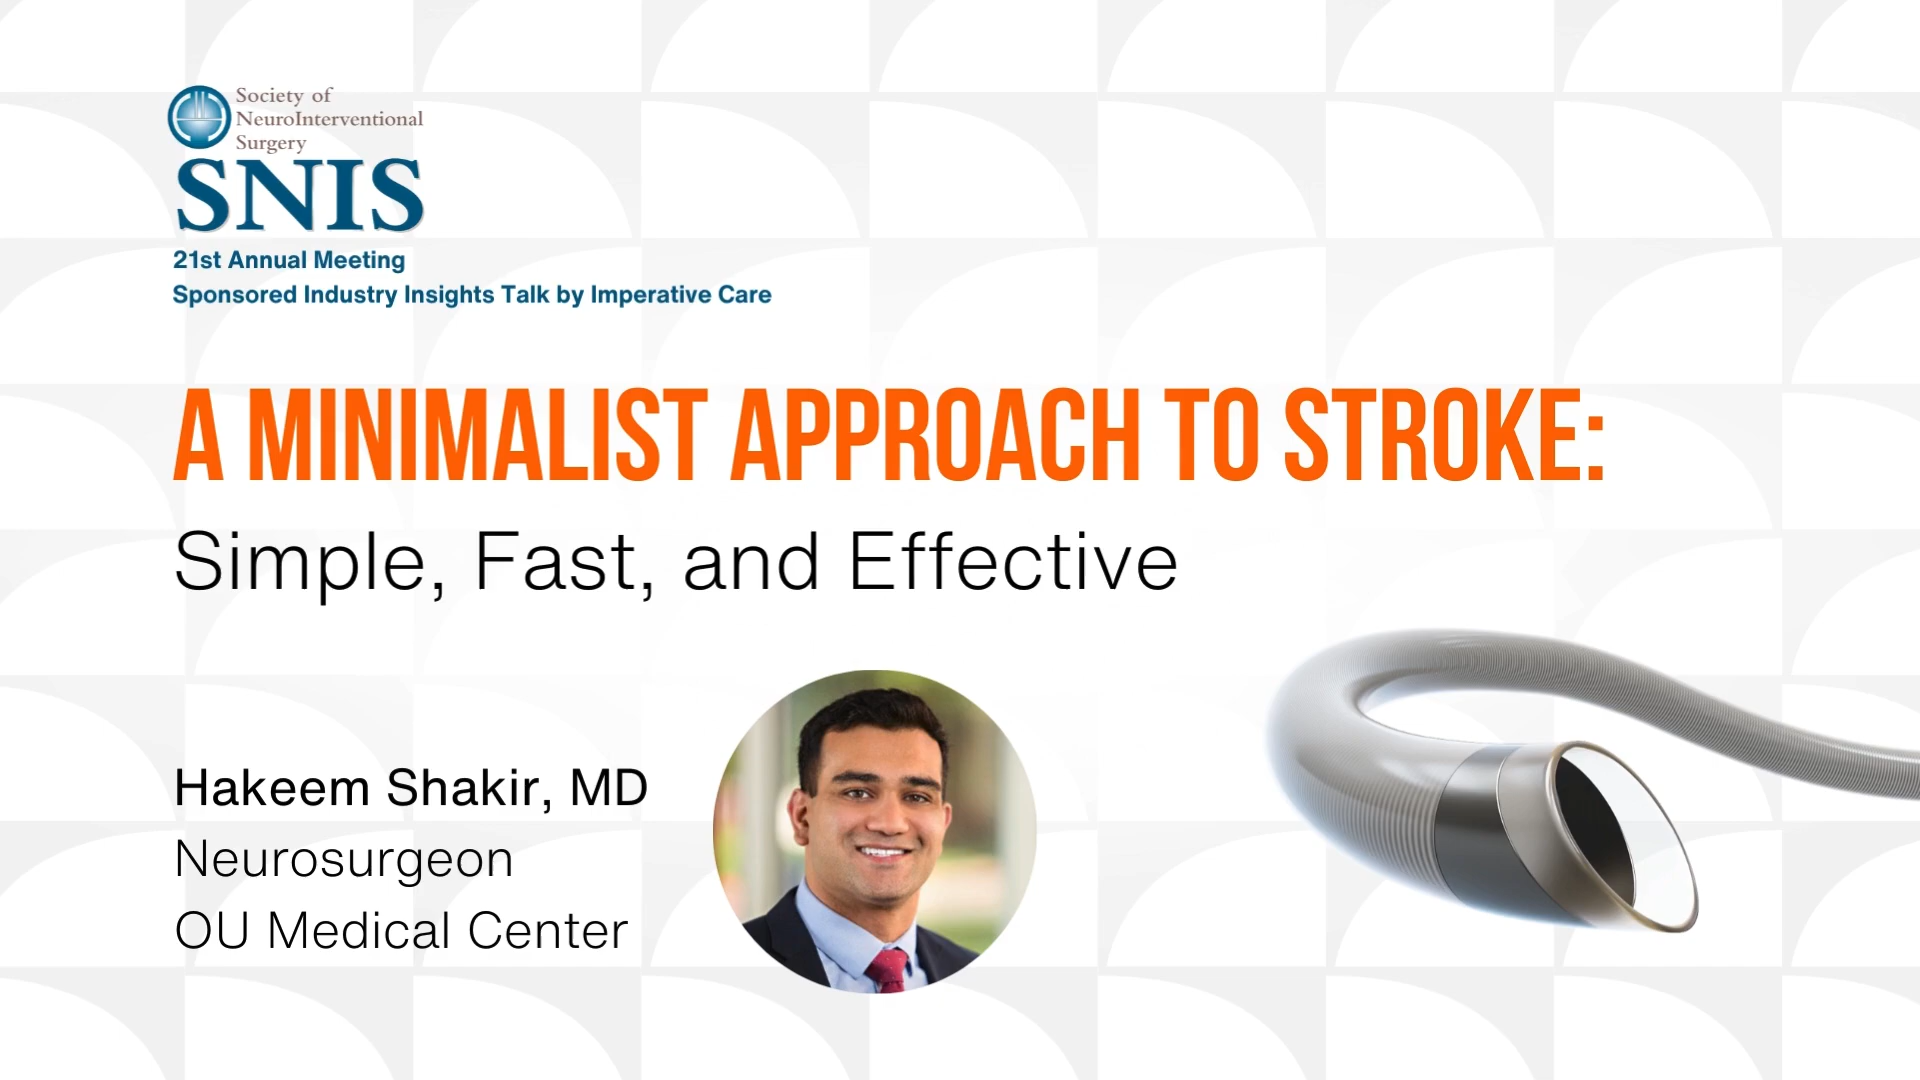 Society of
NeuroInterventional
Surgery
SNIS
21st Annual Meeting
Sponsored Industry Insights Talk by Imperative Care
A MINIMALIST APPROACH TO STROKE:
Simple, Fast, and Effective
Hakeem Shakir, MD
Neurosurgeon
OU Medical Center